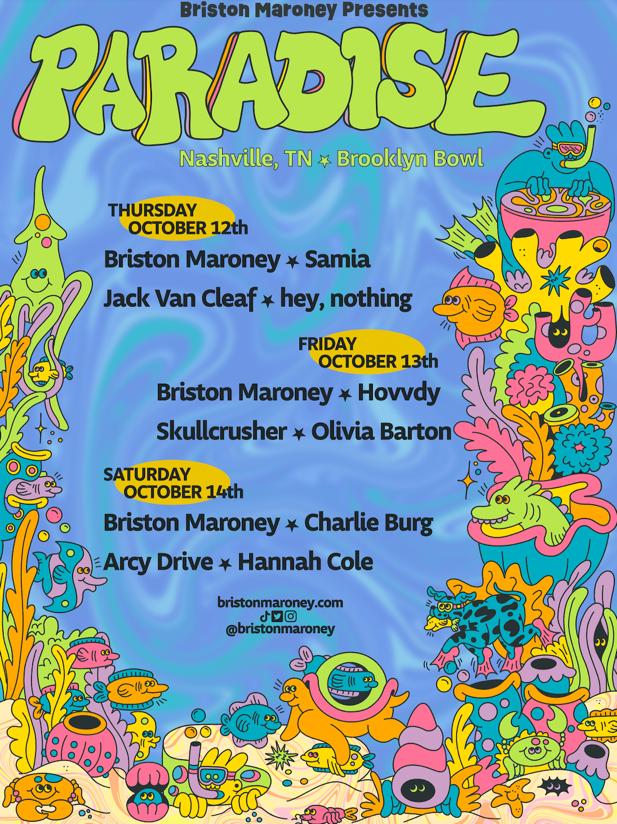 Briston Maroney Presents
PARADISE
Nashville, TN ★ Brooklyn Bowl
THURSDAY
OCTOBER 12th
Briston Maroney ★ Samia
Jack Van Cleaf ★ hey, nothing
FRIDAY
OCTOBER 13th
Briston Maroney ★ Hovvdy
Skullcrusher ★ Olivia Barton
SATURDAY
OCTOBER 14th
Briston Maroney ★ Charlie Burg
Arcy Drive ★ Hannah Cole
bristonmaroney.com
@bristonmaroney